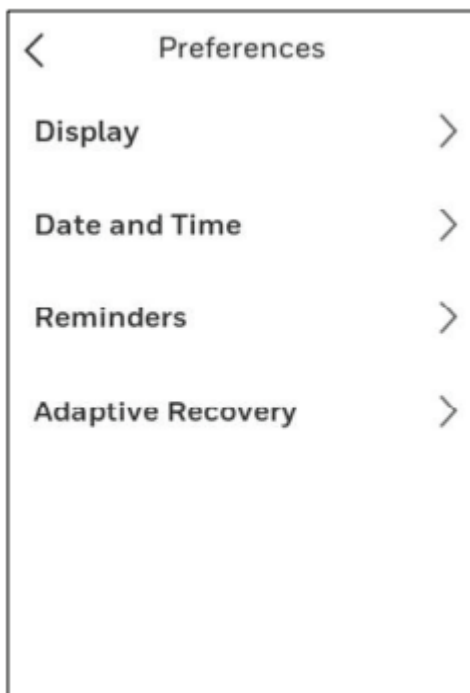 Preferences
Display
Date and Time
Reminders
Adaptive Recovery